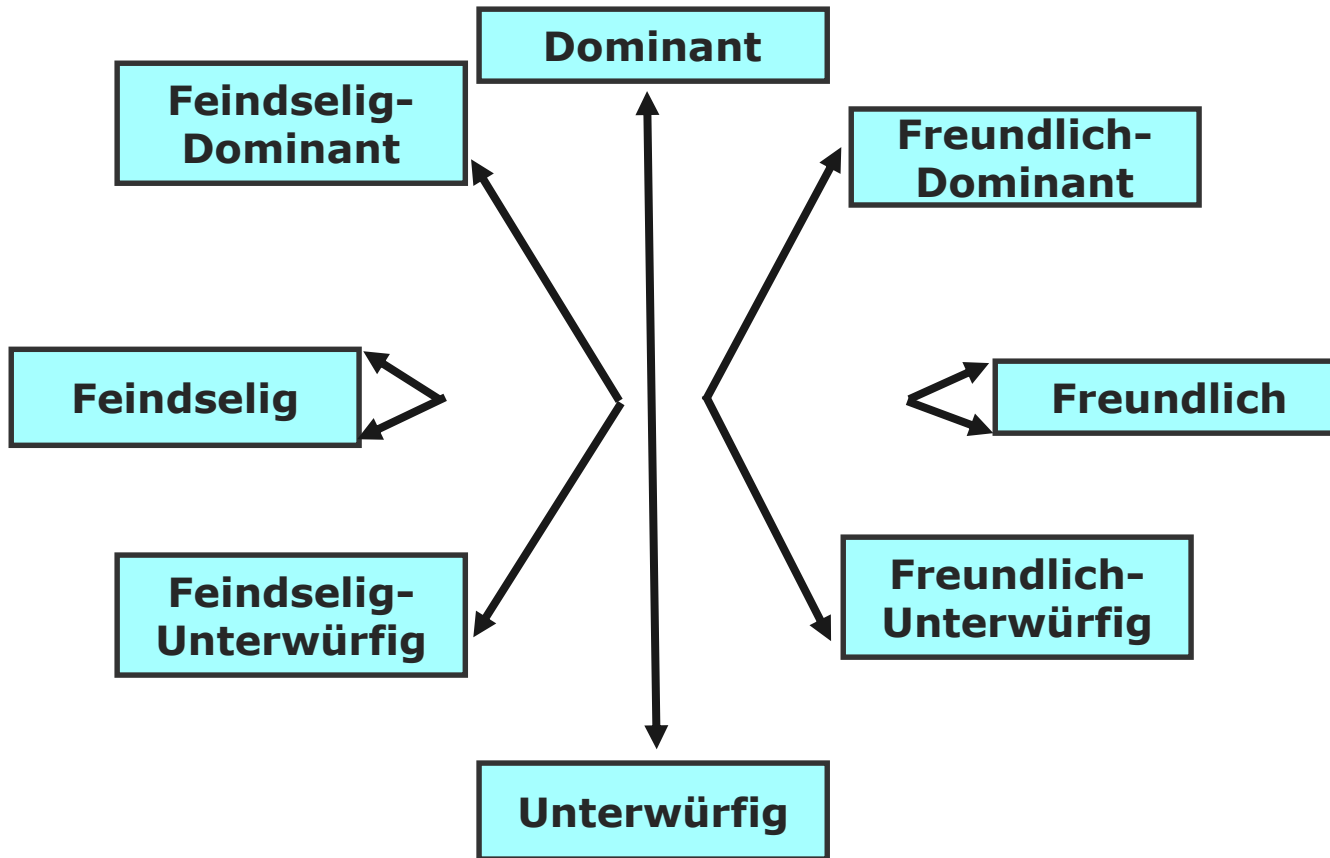 Dominant
Feindselig-
Dominant
Freundlich-
Dominant
Feindselig
Freundlich
Feindselig-
Unterwürfig
Freundlich-
Unterwürfig
Unterwürfig